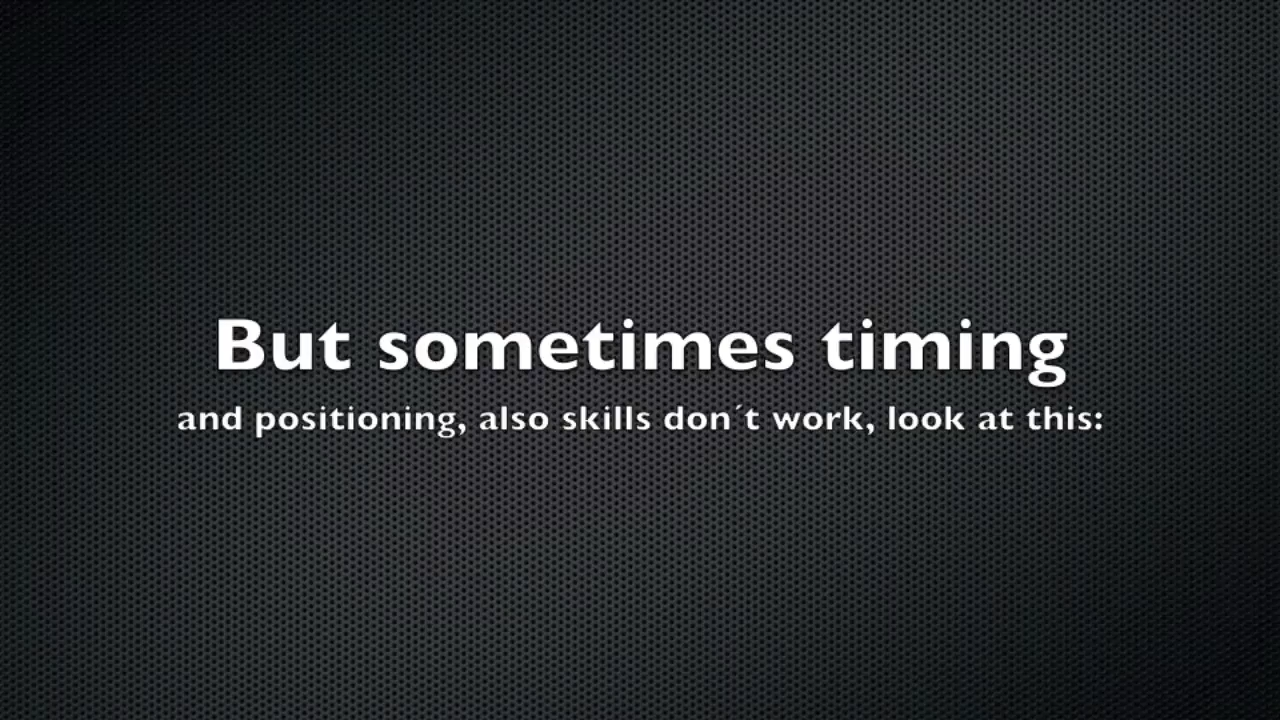 But sometimes timing
and positioning, also skills don´t work, look at this: